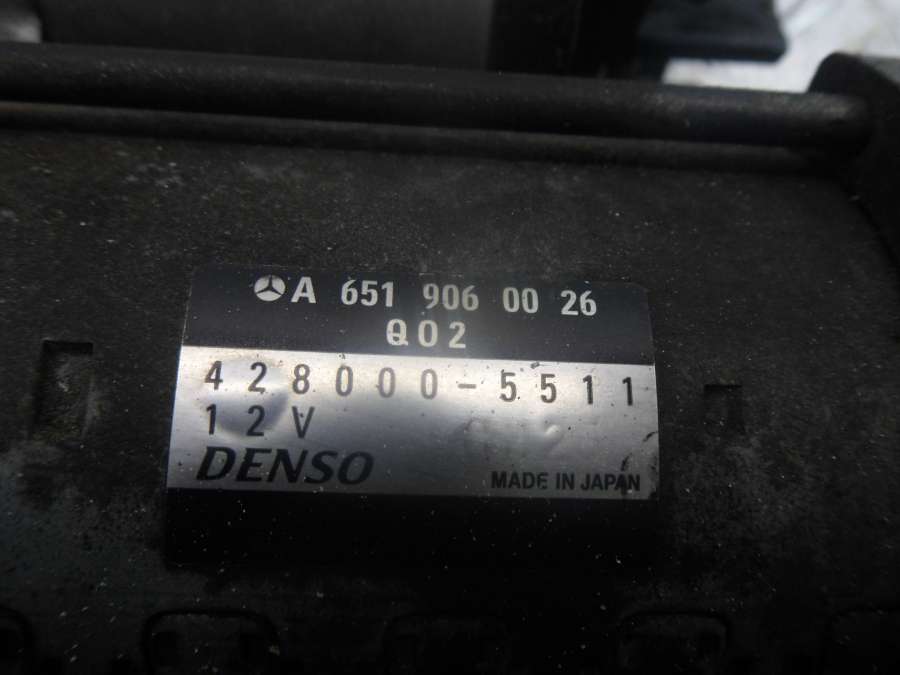 A 651 906 00 26
Q02
428000-5511
12V
DENSO
MADE IN JAPAN